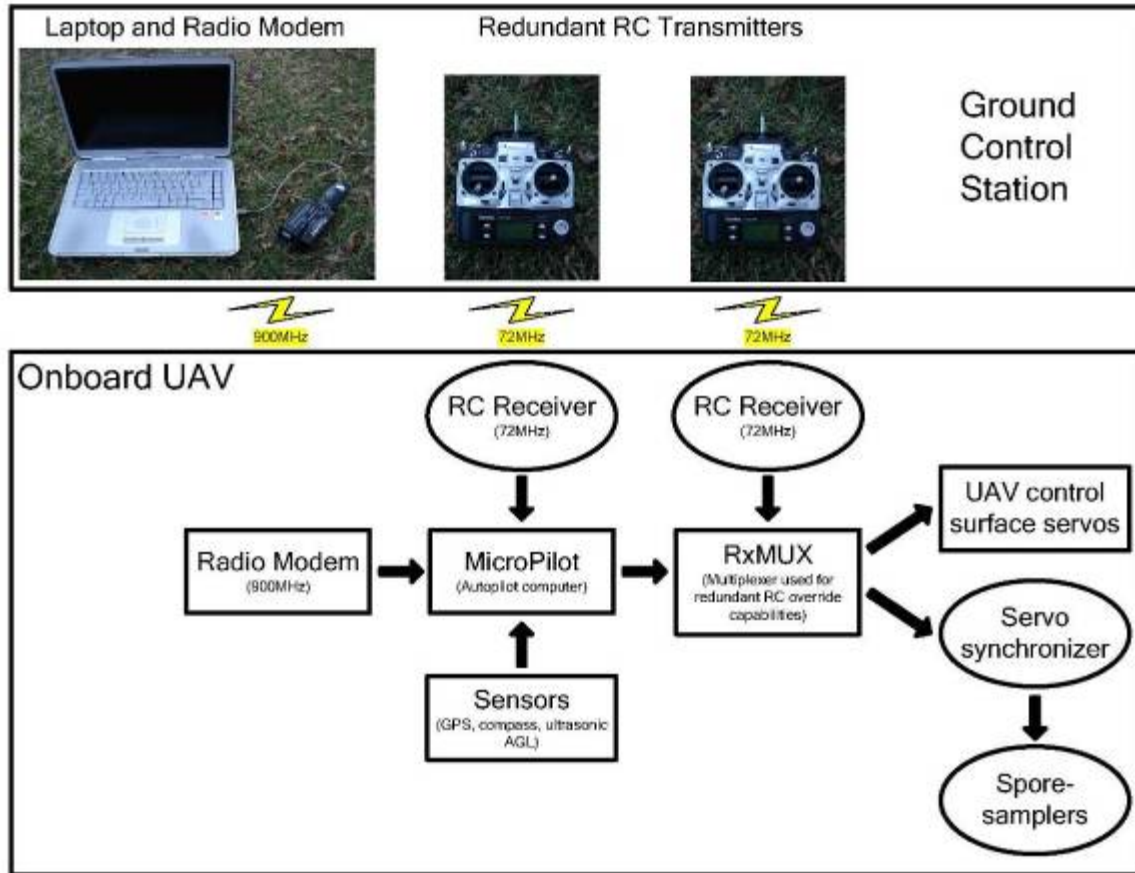 Laptop and Radio Modem
Redundant RC Transmitters
Ground
Control
Station
900MHz
72MHz
72MHz
Onboard UAV
RC Receiver
(72MHz)
RC Receiver
(72MHz)
Radio Modem
(900MHz)
MicroPilot
(Autopilot computer)
RxMUX
(Multiplexer used for
redundant RC override
capabilities)
UAV control
surface servos
Servo
synchronizer
Sensors
(GPS, compass, ultrasonic
AGL)
Spore-
samplers